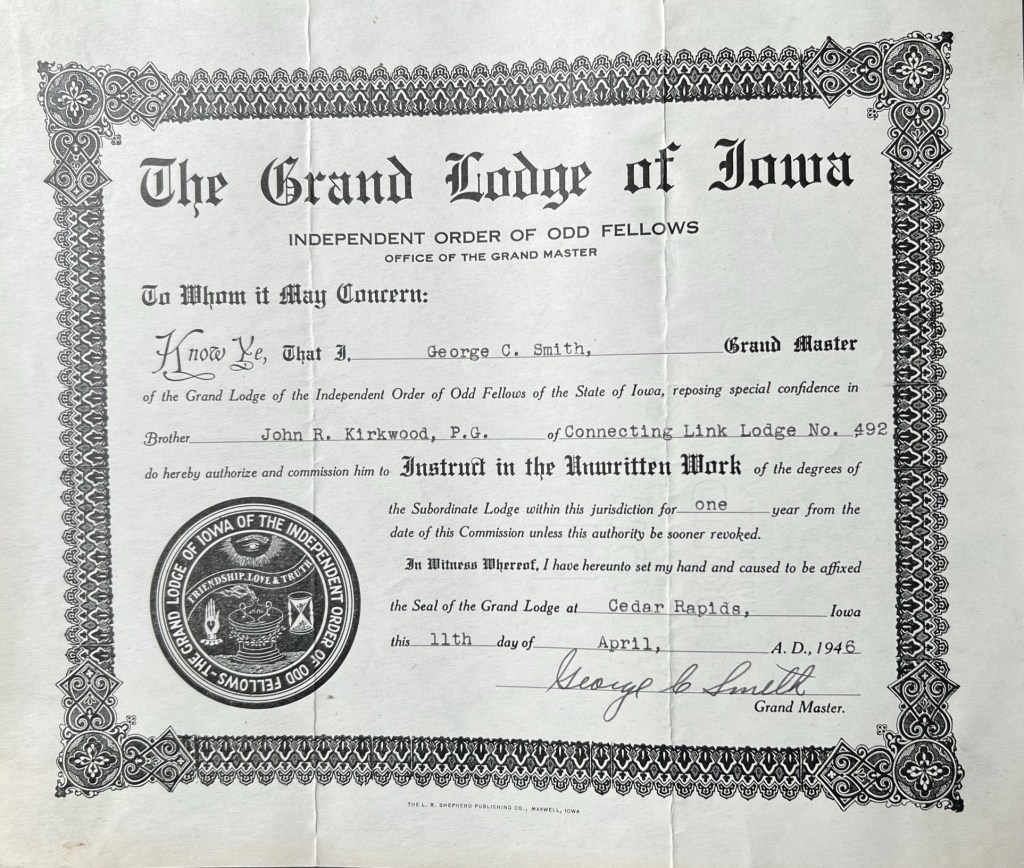 The Grand Lodge of Iowa
INDEPENDENT ORDER OF ODD FELLOWS
OFFICE OF THE GRAND MASTER
To Whom it May Concern:
Know Ye, That I, George C. Smith, Grand Master
of the Grand Lodge of the Independent Order of Odd Fellows of the State of Iowa, reposing special confidence in
Brother John R. Kirkwood, P.G. of Connecting Link Lodge No. 492
do hereby authorize and commission him to Instruct in the Unwritten Work of the degrees of
the Subordinate Lodge within this jurisdiction for one year from the
date of this Commission unless this authority be sooner revoked.
In Witness Whereof, I have hereunto set my hand and caused to be affixed
the Seal of the Grand Lodge at Cedar Rapids, Iowa
this 11th day of April, A. D., 1946
George C Smith
Grand Master.
THE GRAND LODGE OF IOWA OF THE INDEPENDENT ORDER OF ODD FELLOWS
FRIENDSHIP, LOVE & TRUTH
THE L. R. SHEPHERD PUBLISHING CO., MAXWELL, IOWA